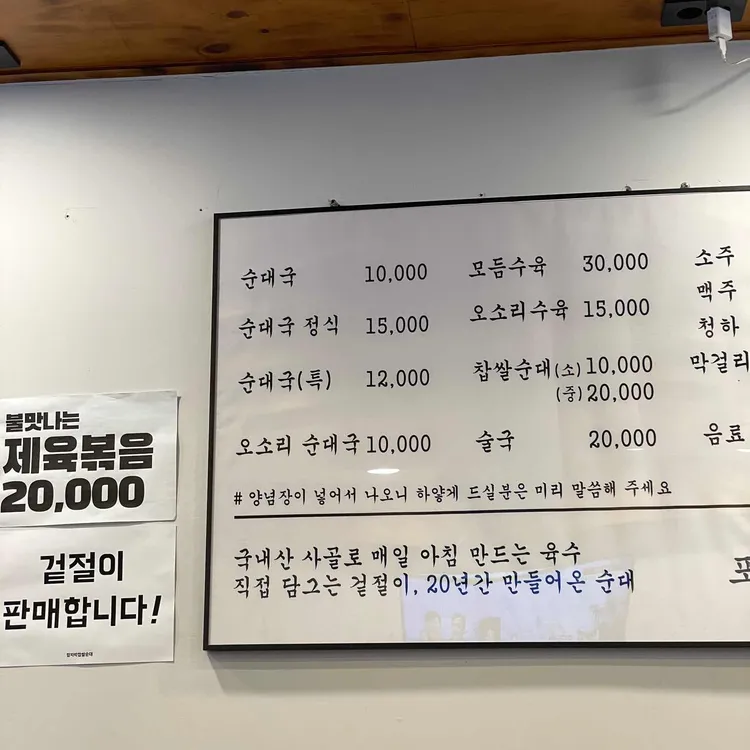 순대국 10,000
순대국 정식 15,000
순대국(특) 12,000
오소리 순대국 10,000
모듬수육 30,000
오소리수육 15,000
찹쌀순대(소) 10,000
(중) 20,000
술국 20,000
소주
맥주
청하
막걸리
음료
# 양념장이 넣어서 나오니 하얗게 드실분은 미리 말씀해 주세요
국내산 사골로 매일 아침 만드는 육수
직접 담그는 겉절이, 20년간 만들어온 순대
불맛나는
제육볶음
20,000
겉절이
판매합니다!